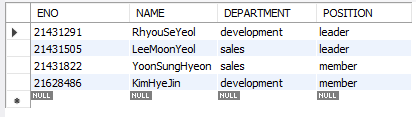 ENO NAME DEPARTMENT POSITION
21431291 RhyouSeYeol development leader
21431505 LeeMoonYeol sales leader
21431822 YoonSungHyeon sales member
21628486 KimHyeJin development member
NULL NULL NULL NULL